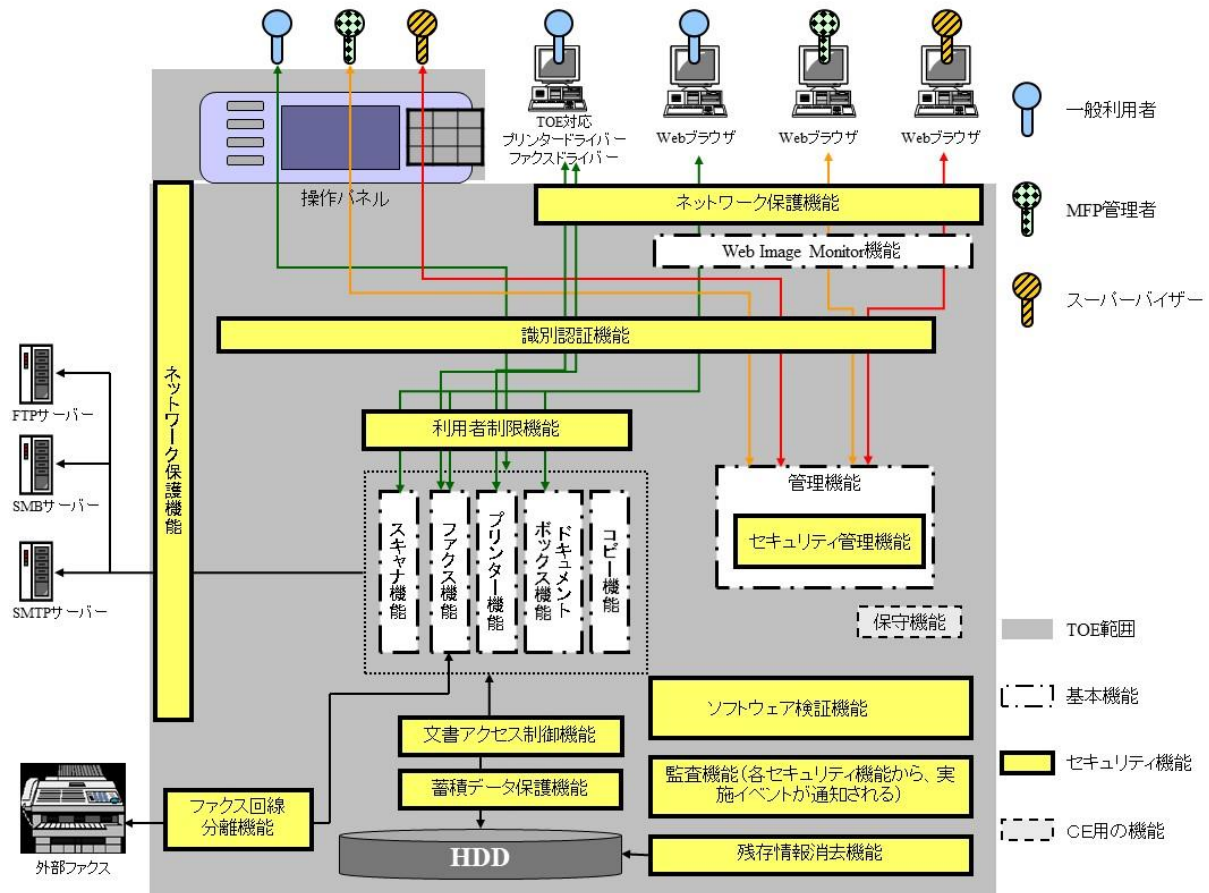 TOE対応
プリンタードライバー
ファクスドライバー
Webブラウザ
Webブラウザ
Webブラウザ
一般利用者
MFP管理者
スーパーバイザー
操作パネル
ネットワーク保護機能
Web Image Monitor機能
識別認証機能
ネットワーク保護機能
FTPサーバー
SMBサーバー
SMTPサーバー
利用者制限機能
スキャナ機能
ファクス機能
プリンター機能
ドキュメント
ボックス機能
コピー機能
管理機能
セキュリティ管理機能
保守機能
TOE範囲
基本機能
セキュリティ機能
CE用の機能
ソフトウェア検証機能
文書アクセス制御機能
蓄積データ保護機能
監査機能(各セキュリティ機能から、実
施イベントが通知される)
残存情報消去機能
HDD
ファクス回線
分離機能
外部ファクス